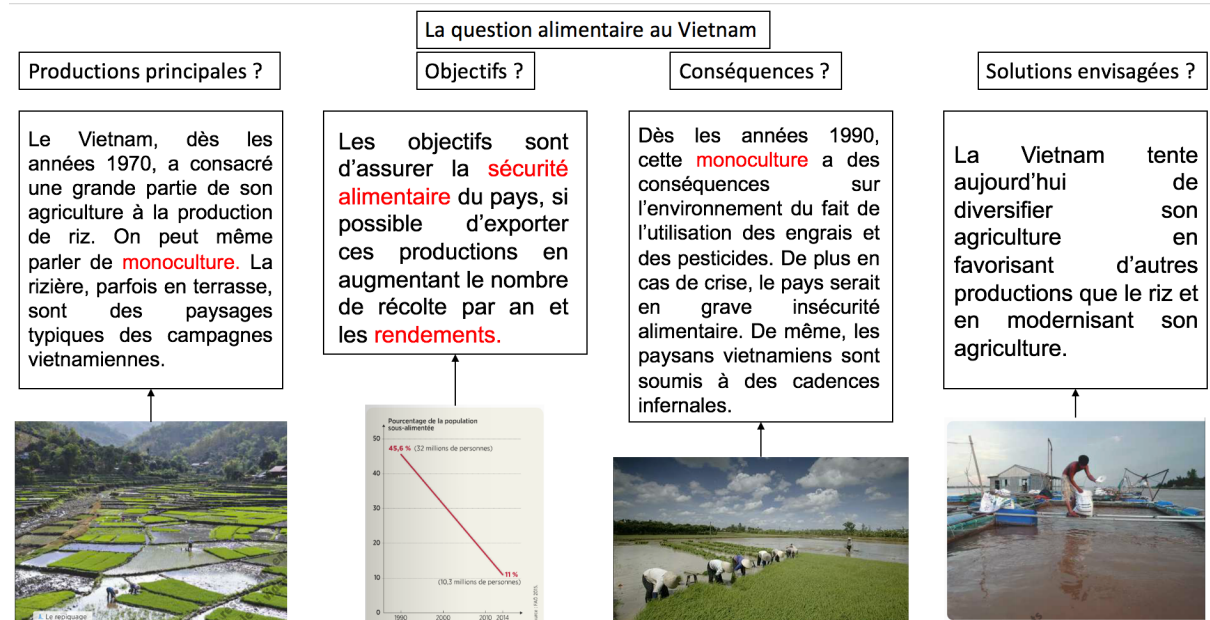 La question alimentaire au Vietnam
Productions principales ?
Objectifs ?
Conséquences ?
Solutions envisagées ?
Le Vietnam, dès les
années 1970, a consacré
une grande partie de son
agriculture à la production
de riz. On peut même
parler de monoculture. La
rizière, parfois en terrasse,
sont des paysages
typiques des campagnes
vietnamiennes.
Les objectifs sont
d'assurer la sécurité
alimentaire du pays, si
possible d'exporter
ces productions en
augmentant le nombre
de récolte par an et
les rendements.
Dès les années 1990,
cette monoculture a des
conséquences sur
l'environnement du fait de
l'utilisation des engrais et
des pesticides. De plus en
cas de crise, le pays serait
en grave insécurité
alimentaire. De même, les
paysans vietnamiens sont
soumis à des cadences
infernales.
La Vietnam tente
aujourd'hui de
diversifier son
agriculture en
favorisant d'autres
productions que le riz et
en modernisant son
agriculture.
Pourcentage de la population
sous-alimentée
50
45,6 % (32 millions de personnes)
40
30
20
10
11 %
(10,3 millions de personnes)
0
1990 2000 2010 2014
FAO 2015.
1. Le repiquage